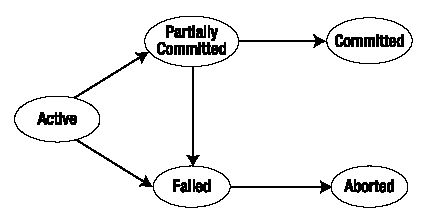 Partially
Committed
Committed
Active
Failed
Aborted